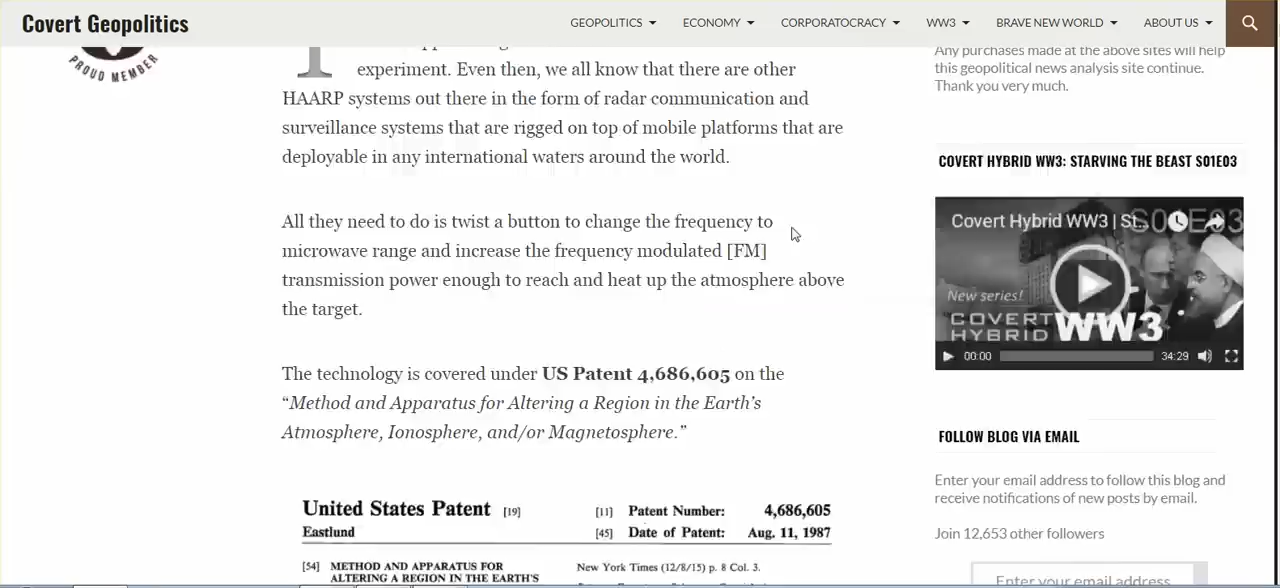 Covert Geopolitics
GEOPOLITICS
ECONOMY
CORPORATOCRACY
WW3
BRAVE NEW WORLD
ABOUT US
PROUD MEMBER
experiment. Even then, we all know that there are other
HAARP systems out there in the form of radar communication and
surveillance systems that are rigged on top of mobile platforms that are
deployable in any international waters around the world.
All they need to do is twist a button to change the frequency to
microwave range and increase the frequency modulated [FM]
transmission power enough to reach and heat up the atmosphere above
the target.
The technology is covered under US Patent 4,686,605 on the
“Method and Apparatus for Altering a Region in the Earth’s
Atmosphere, Ionosphere, and/or Magnetosphere.”
United States Patent [19]
Eastlund
[11] Patent Number: 4,686,605
[45] Date of Patent: Aug. 11, 1987
[54] METHOD AND APPARATUS FOR
ALTERING A REGION IN THE EARTH'S
New York Times (12/8/15) p. 8 Col. 3.
Any purchases made at the above sites will help
this geopolitical news analysis site continue.
Thank you very much.
COVERT HYBRID WW3: STARVING THE BEAST S01E03
Covert Hybrid WW3 | St...
S01E03
New series!
COVERT
HYBRID WW3
00:00
34:29
FOLLOW BLOG VIA EMAIL
Enter your email address to follow this blog and
receive notifications of new posts by email.
Join 12,653 other followers
Enter your email address